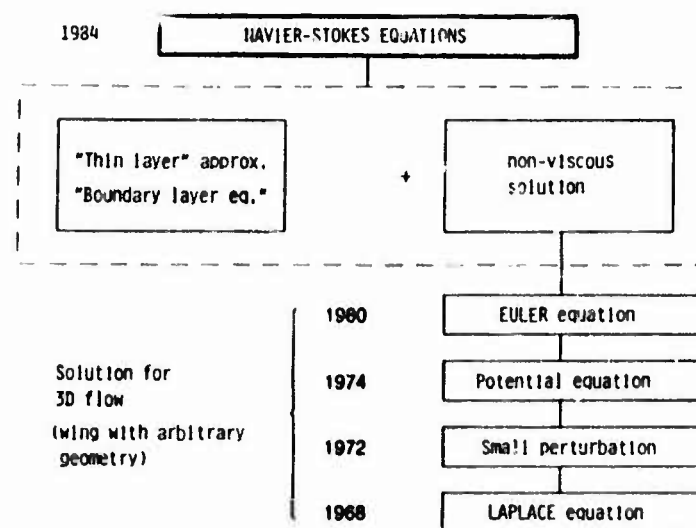 1984 NAVIER-STOKES EQUATIONS
"Thin layer" approx.
"Boundary layer eq."
+
non-viscous
solution
1980 EULER equation
Solution for
3D flow
(wing with arbitrary
geometry)
1974 Potential equation
1972 Small perturbation
1968 LAPLACE equation